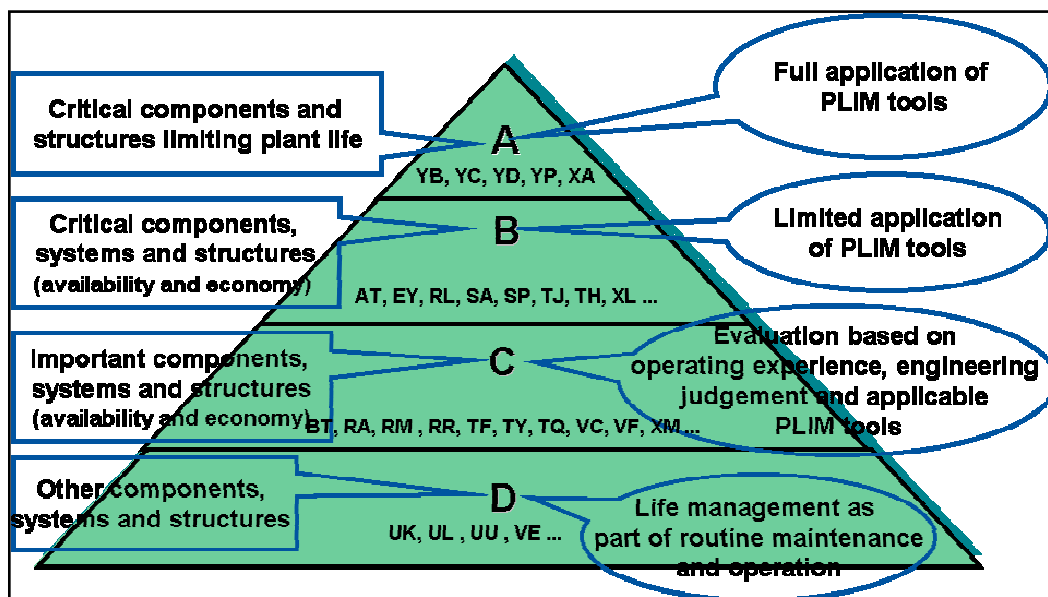 Critical components and
structures limiting plant life
A
YB, YC, YD, YP, XA
Full application of
PLIM tools
Critical components,
systems and structures
(availability and economy)
B
AT, EY, RL, SA, SP, TJ, TH, XL ...
Limited application
of PLIM tools
Important components,
systems and structures
(availability and economy)
C
BT, RA, RM , RR, TF, TY, TQ, VC, VF, XM ...
Evaluation based on
operating experience, engineering
judgement and applicable
PLIM tools
Other components,
systems and structures
D
UK, UL , UU , VE ...
Life management as
part of routine maintenance
and operation